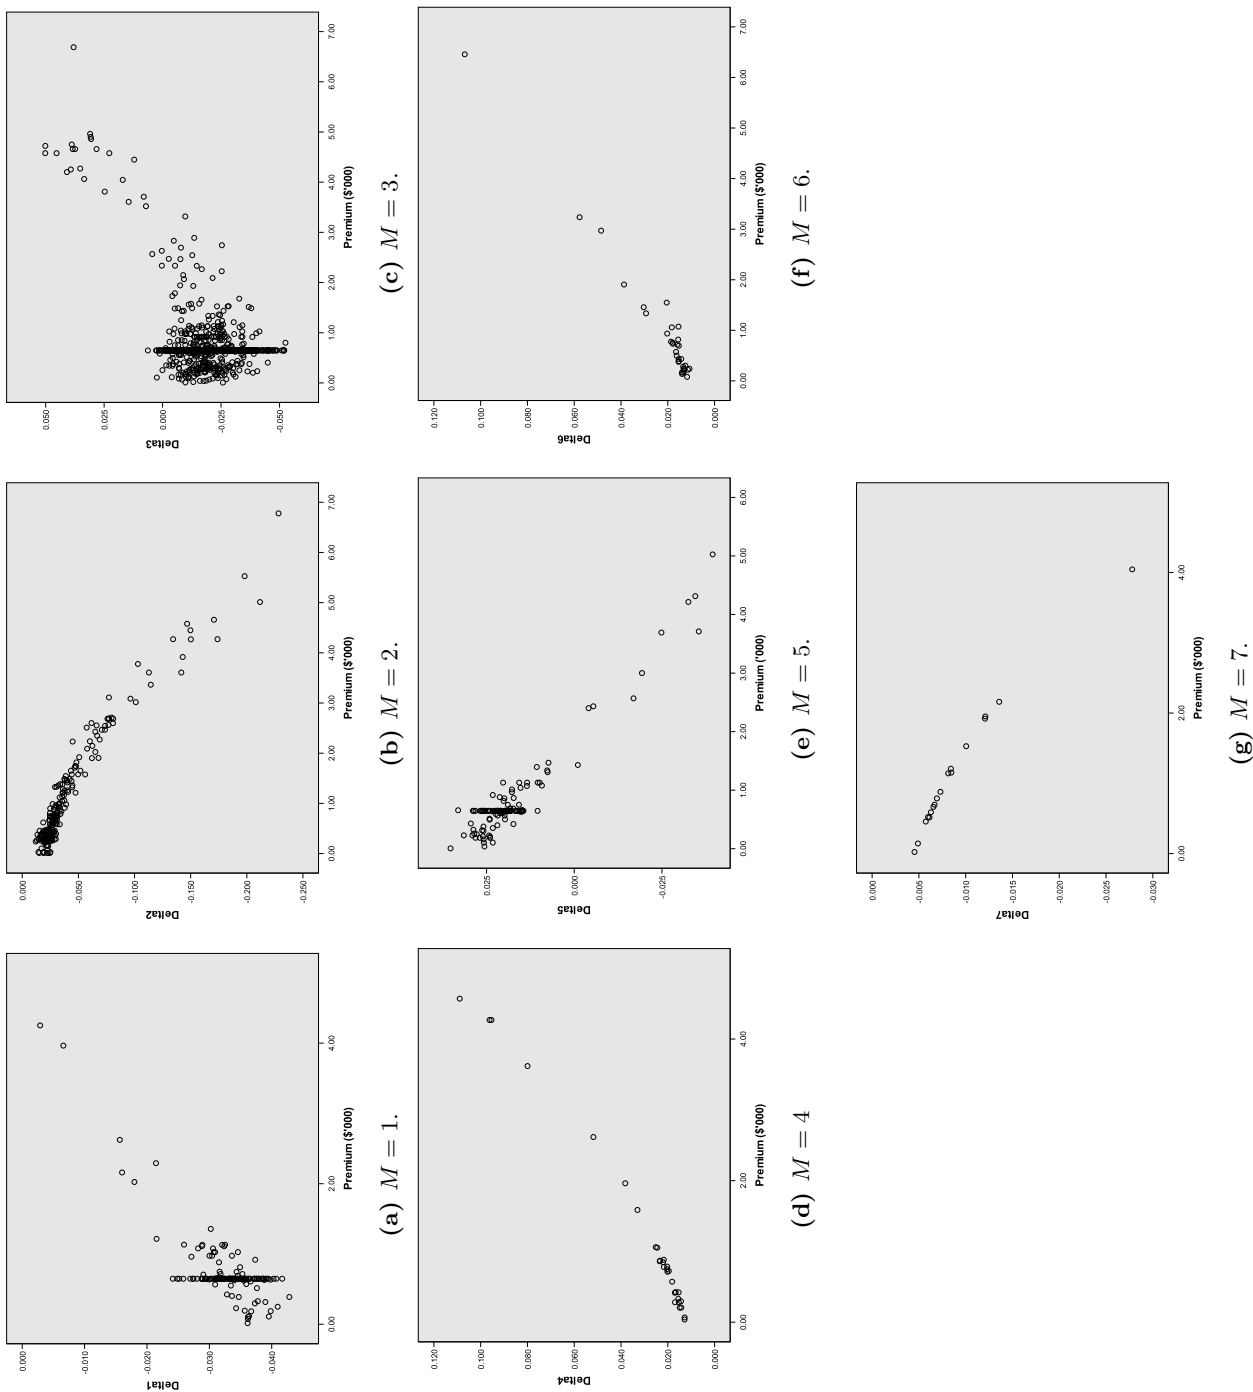 Delta1
0.000
-0.010
-0.020
-0.030
-0.040
0.00 2.00 4.00
Premium ($'000)
(a) M = 1.
Delta2
0.000
-0.050
-0.100
-0.150
-0.200
-0.250
0.00 1.00 2.00 3.00 4.00 5.00 6.00 7.00
Premium ($'000)
(b) M = 2.
Delta3
0.050
0.025
0.000
-0.025
-0.050
0.00 1.00 2.00 3.00 4.00 5.00 6.00 7.00
Premium ($'000)
(c) M = 3.
Delta4
0.120
0.100
0.080
0.060
0.040
0.020
0.000
0.00 2.00 4.00
Premium ($'000)
(d) M = 4
Delta5
0.025
0.000
-0.025
0.00 1.00 2.00 3.00 4.00 5.00 6.00
Premium ('000)
(e) M = 5.
Delta6
0.120
0.100
0.080
0.060
0.040
0.020
0.000
0.00 1.00 2.00 3.00 4.00 5.00 6.00 7.00
Premium ($'000)
(f) M = 6.
Delta7
0.000
-0.005
-0.010
-0.015
-0.020
-0.025
-0.030
0.00 2.00 4.00
Premium ($'000)
(g) M = 7.